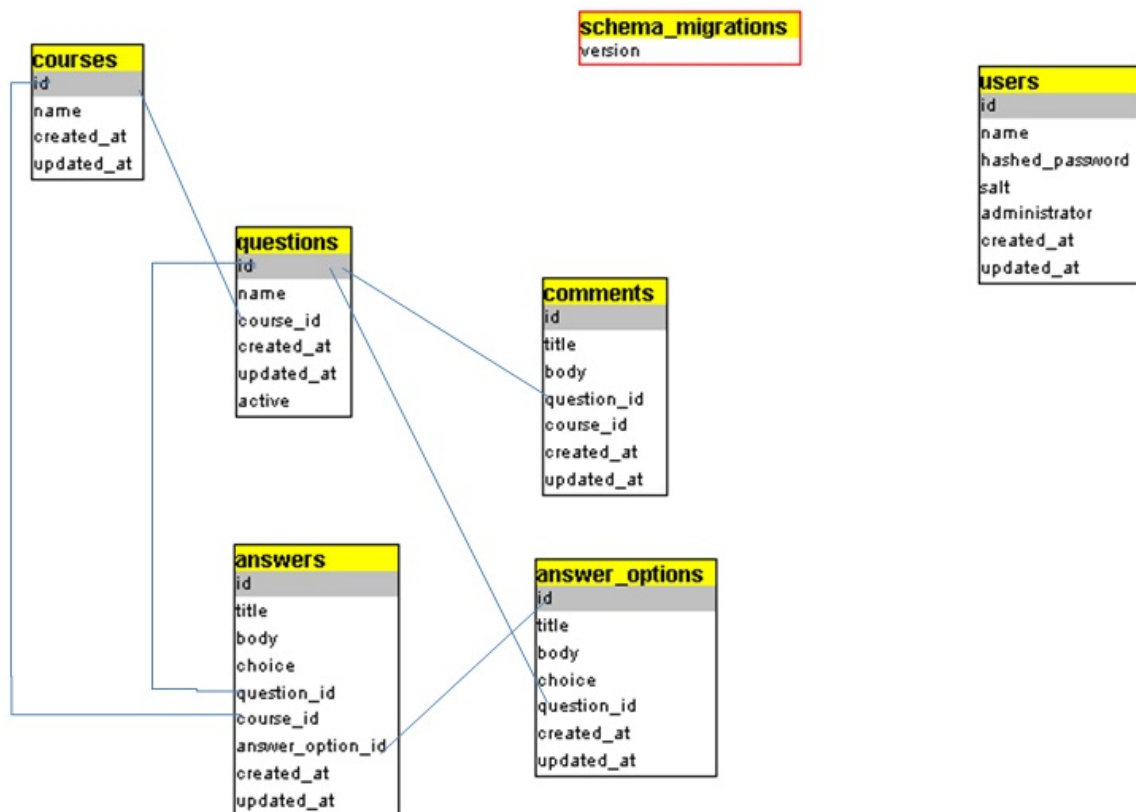 schema_migrations
version
courses
id
name
created_at
updated_at
users
id
name
hashed_password
salt
administrator
created_at
updated_at
questions
id
name
course_id
created_at
updated_at
active
comments
id
title
body
question_id
course_id
created_at
updated_at
answers
id
title
body
choice
question_id
course_id
answer_option_id
created_at
updated_at
answer_options
id
title
body
choice
question_id
created_at
updated_at